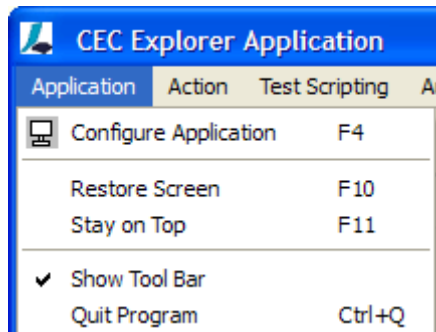 CEC Explorer Application
Application Action Test Scripting A
Configure Application F4
Restore Screen F10
Stay on Top F11
Show Tool Bar
Quit Program Ctrl+Q